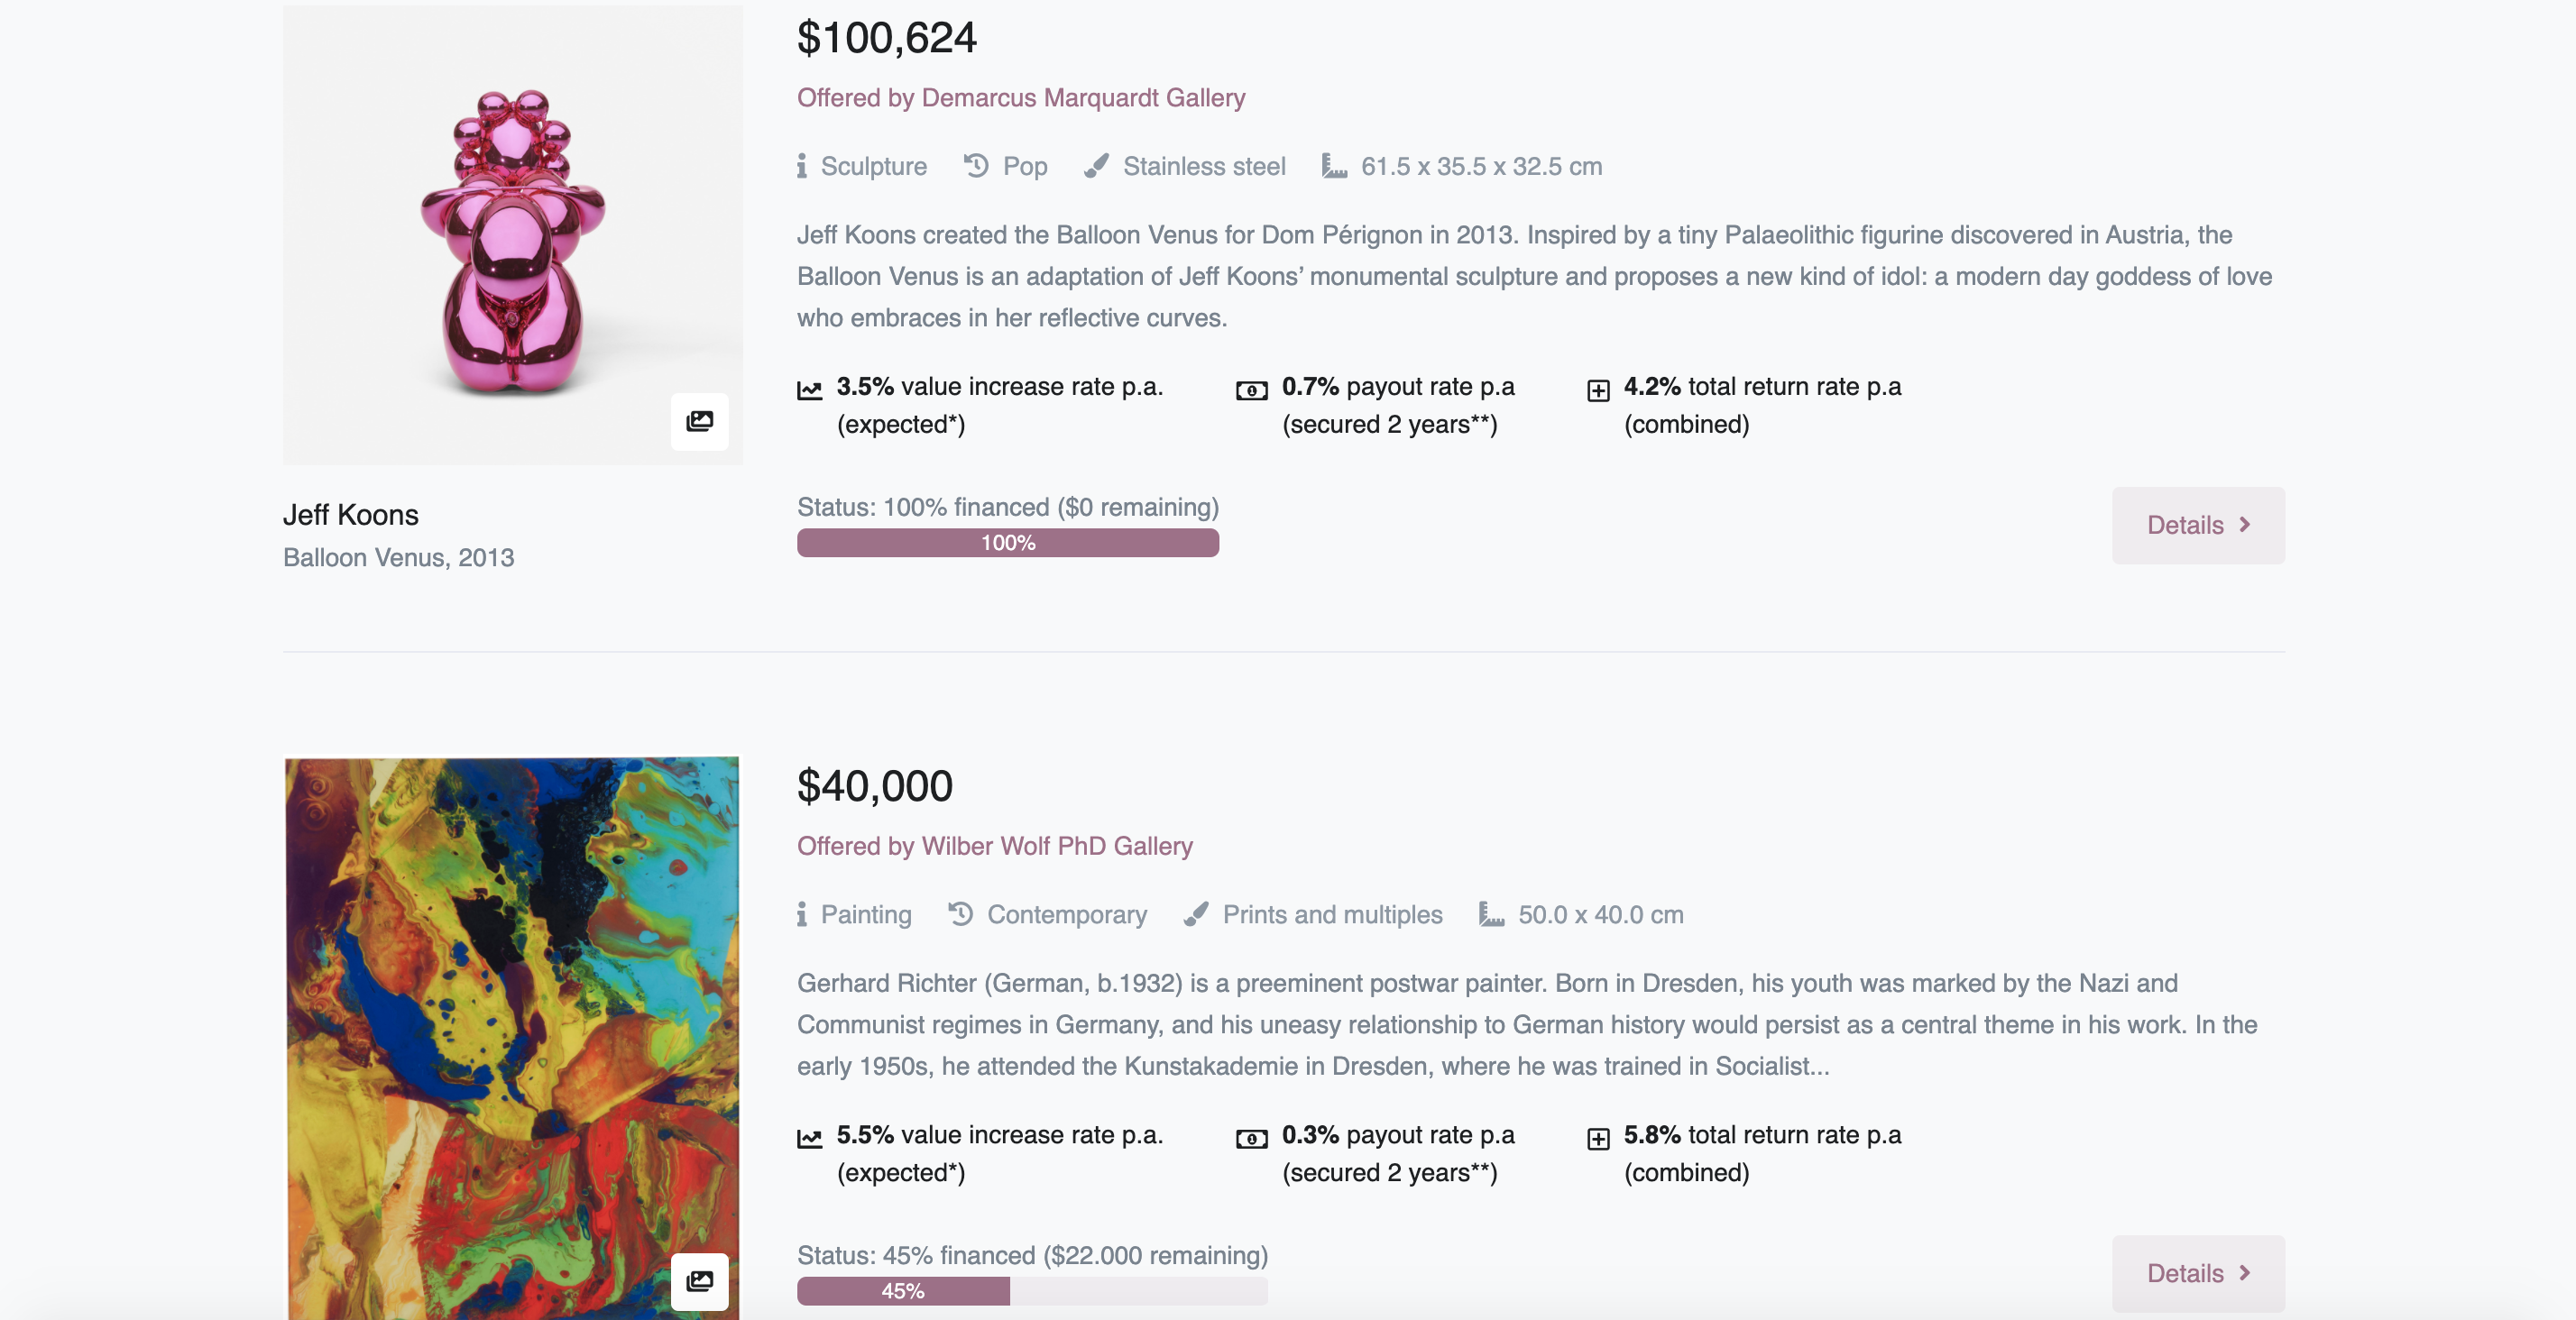 $100,624
Offered by Demarcus Marquardt Gallery
Sculpture Pop Stainless steel 61.5 x 35.5 x 32.5 cm
Jeff Koons created the Balloon Venus for Dom Pérignon in 2013. Inspired by a tiny Palaeolithic figurine discovered in Austria, the
Balloon Venus is an adaptation of Jeff Koons’ monumental sculpture and proposes a new kind of idol: a modern day goddess of love
who embraces in her reflective curves.
3.5% value increase rate p.a.
(expected*)
0.7% payout rate p.a
(secured 2 years**)
4.2% total return rate p.a
(combined)
Status: 100% financed ($0 remaining)
100%
Details
Jeff Koons
Balloon Venus, 2013
$40,000
Offered by Wilber Wolf PhD Gallery
Painting Contemporary Prints and multiples 50.0 x 40.0 cm
Gerhard Richter (German, b.1932) is a preeminent postwar painter. Born in Dresden, his youth was marked by the Nazi and
Communist regimes in Germany, and his uneasy relationship to German history would persist as a central theme in his work. In the
early 1950s, he attended the Kunstakademie in Dresden, where he was trained in Socialist...
5.5% value increase rate p.a.
(expected*)
0.3% payout rate p.a
(secured 2 years**)
5.8% total return rate p.a
(combined)
Status: 45% financed ($22.000 remaining)
45%
Details